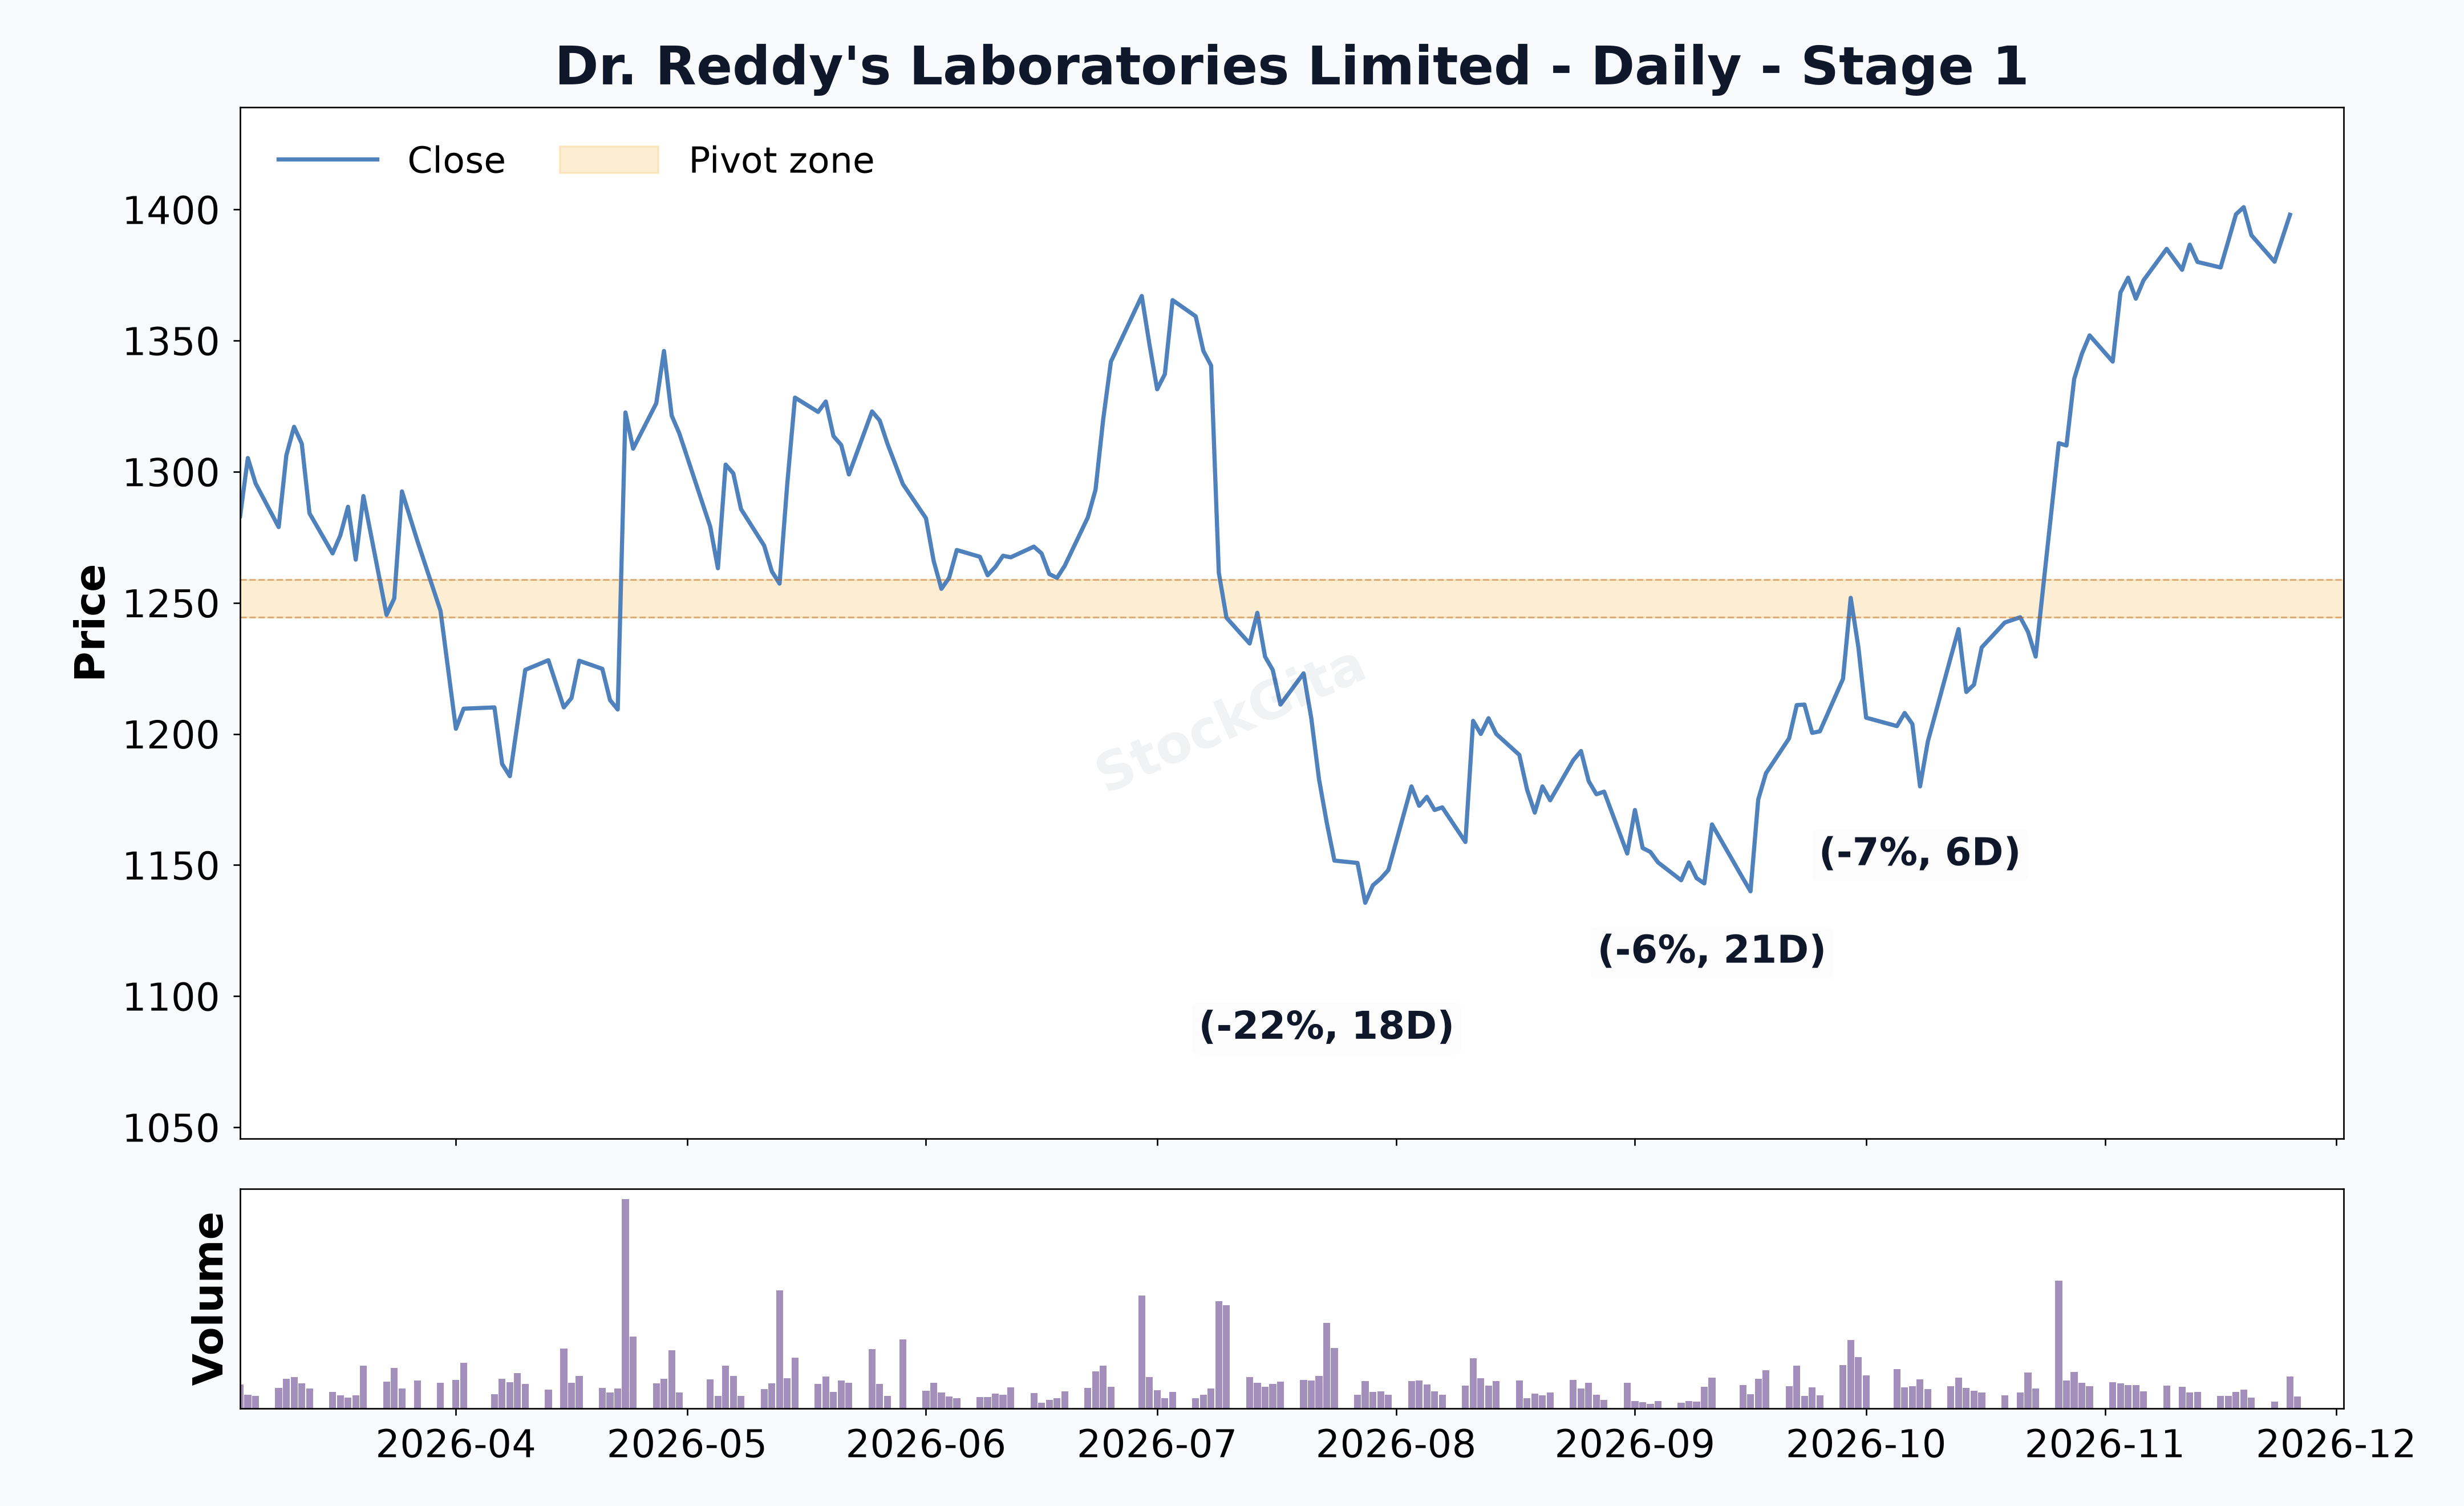 Dr. Reddy's Laboratories Limited - Daily - Stage 1
Close
Pivot zone
1400
1350
1300
1250
1200
1150
1100
1050
Price
StockGita
(-7%, 6D)
(-6%, 21D)
(-22%, 18D)
Volume
2026-04
2026-05
2026-06
2026-07
2026-08
2026-09
2026-10
2026-11
2026-12